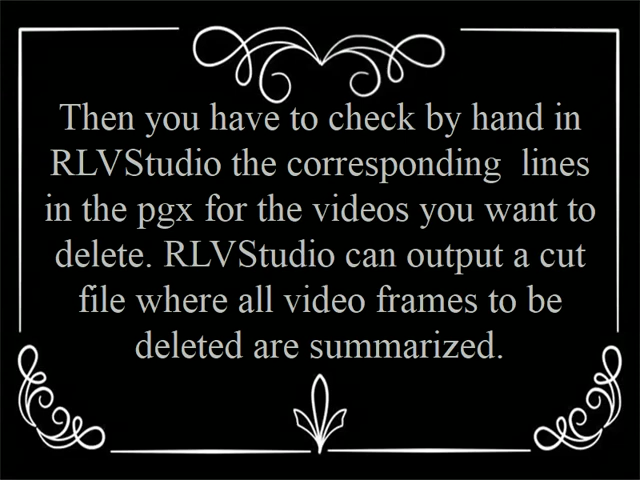 Then you have to check by hand in
RLVStudio the corresponding  lines
in the pgx for the videos you want to
delete. RLVStudio can output a cut
file where all video frames to be
deleted are summarized.